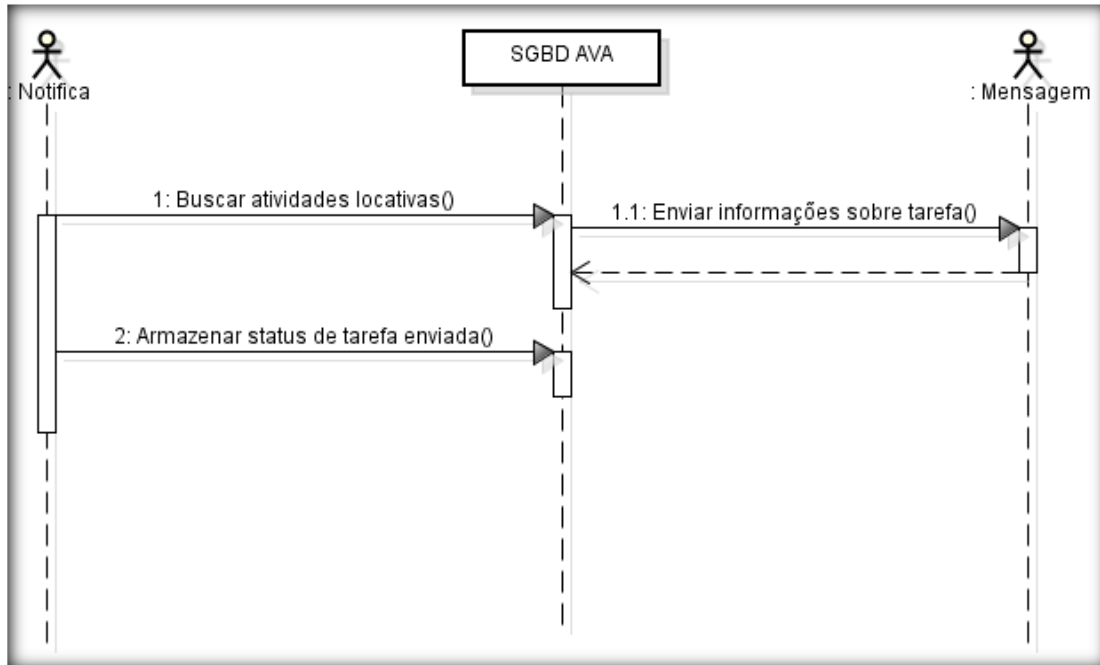 SGBD AVA
: Notifica
: Mensagem
1: Buscar atividades locativas()
1.1: Enviar informações sobre tarefa()
2: Armazenar status de tarefa enviada()